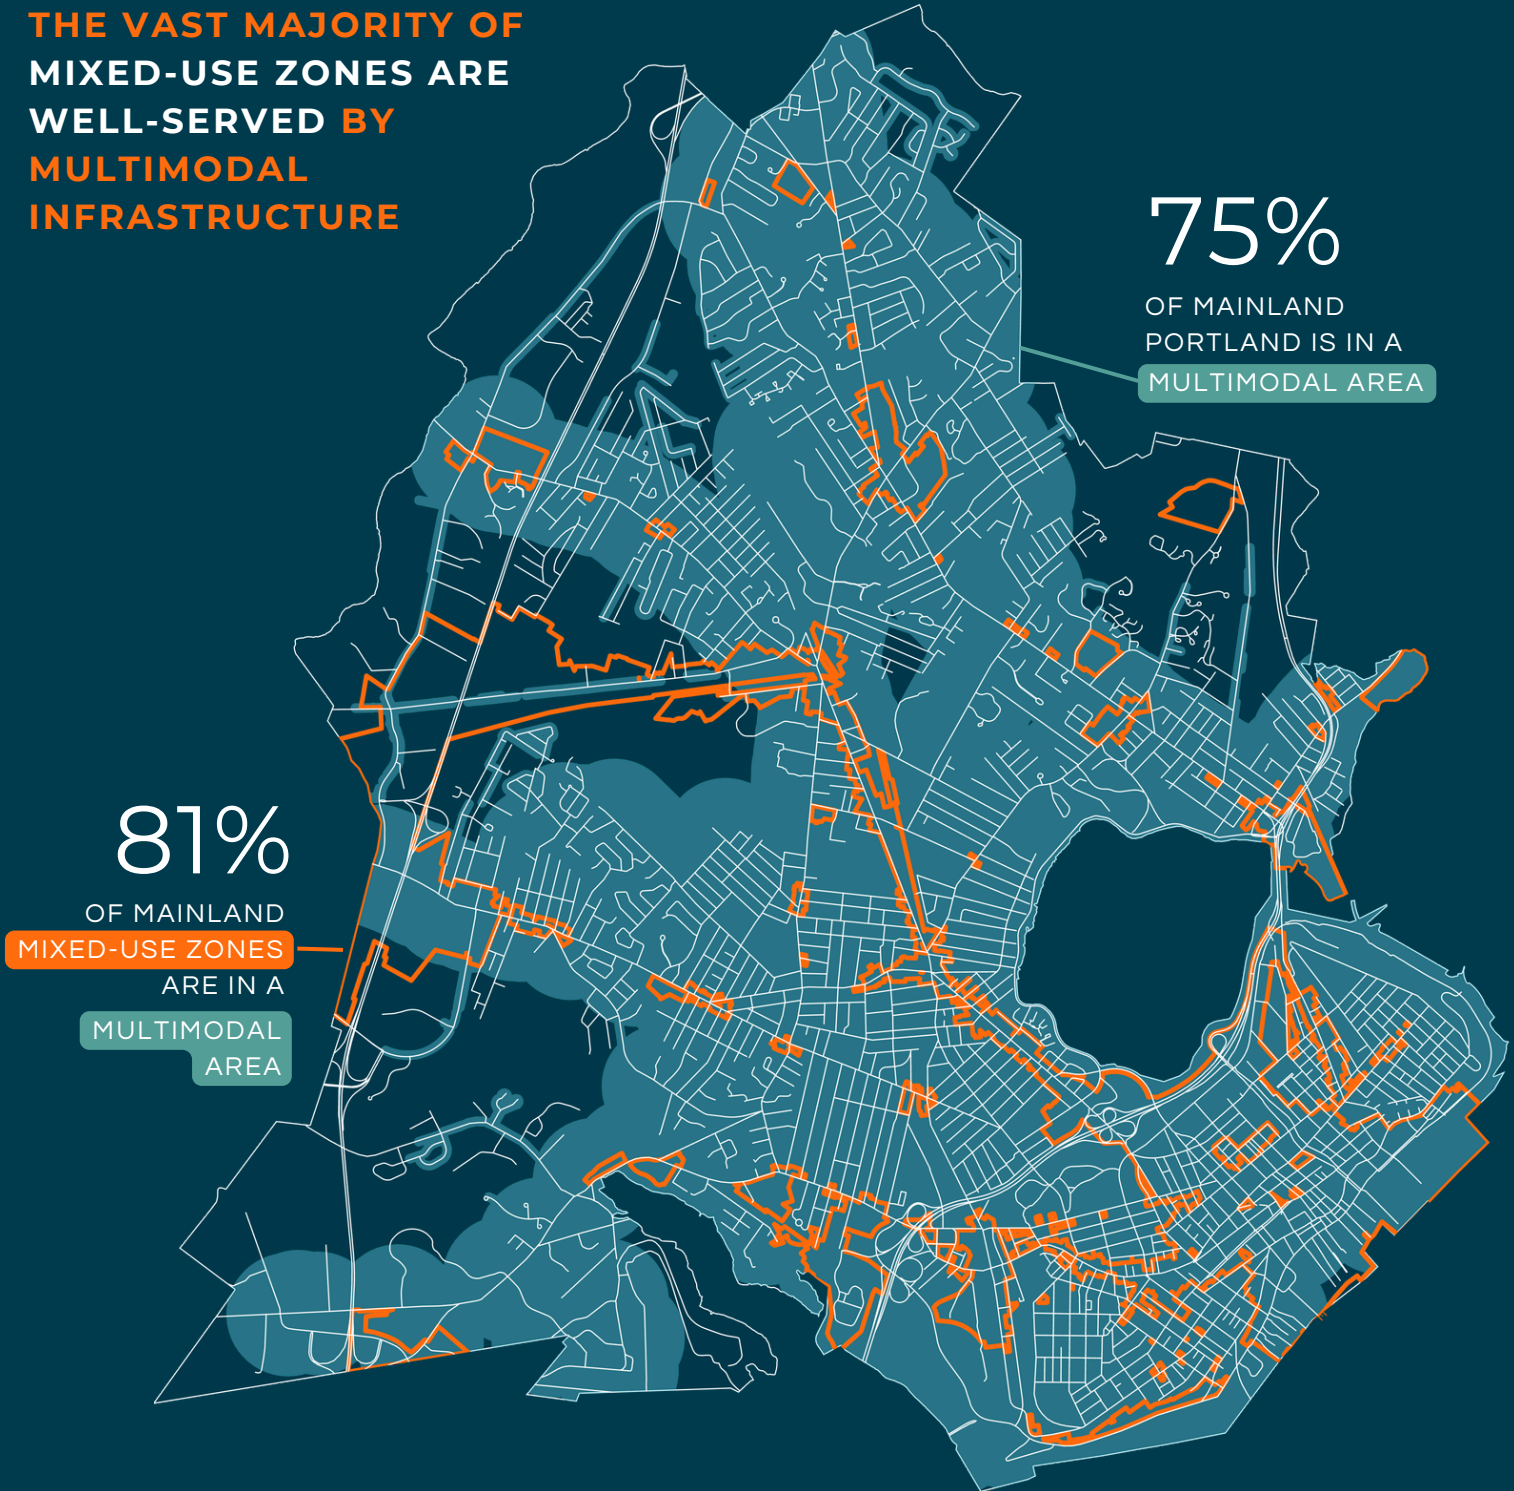 THE VAST MAJORITY OF
MIXED-USE ZONES ARE
WELL-SERVED BY
MULTIMODAL
INFRASTRUCTURE
75%
OF MAINLAND
PORTLAND IS IN A
MULTIMODAL AREA
81%
OF MAINLAND
MIXED-USE ZONES
ARE IN A
MULTIMODAL
AREA